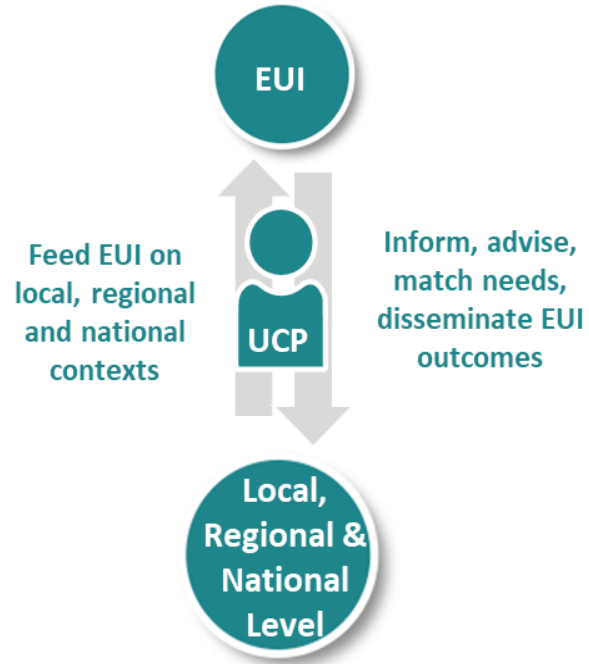 EUI
Feed EUI on
local, regional
and national
contexts
UCP
Inform, advise,
match needs,
disseminate EUI
outcomes
Local,
Regional &
National
Level